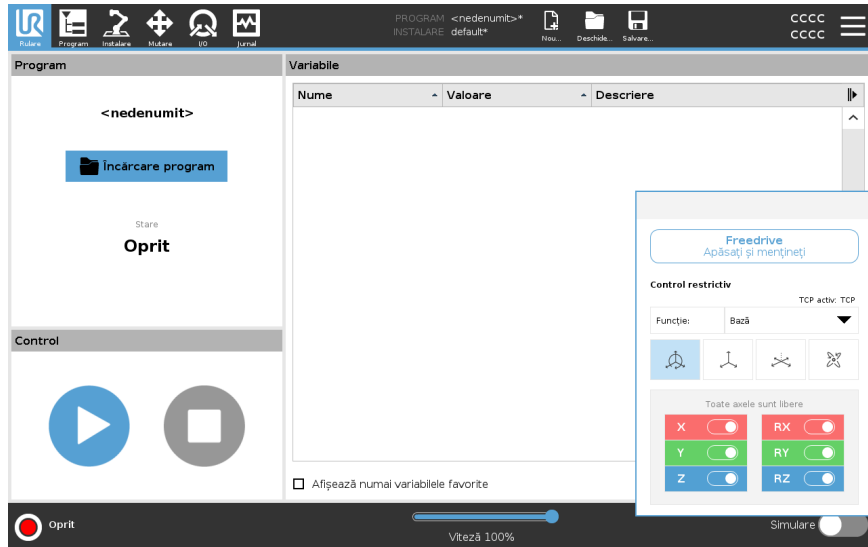 Rulare
Program
Instalare
Mutare
I/O
Jurnal
PROGRAM <nedenumit>*
INSTALARE default*
Nou...
Deschide...
Salvare...
cccc
cccc
Program
<nedenumit>
Încărcare program
Stare
Oprit
Control
Variabile
Nume
Valoare
Descriere
Afișează numai variabilele favorite
Freedrive
Apăsați și mențineți
Control restrictiv
TCP activ: TCP
Funcție: Bază
Toate axele sunt libere
X RX
Y RY
Z RZ
Oprit
Viteză 100%
Simulare